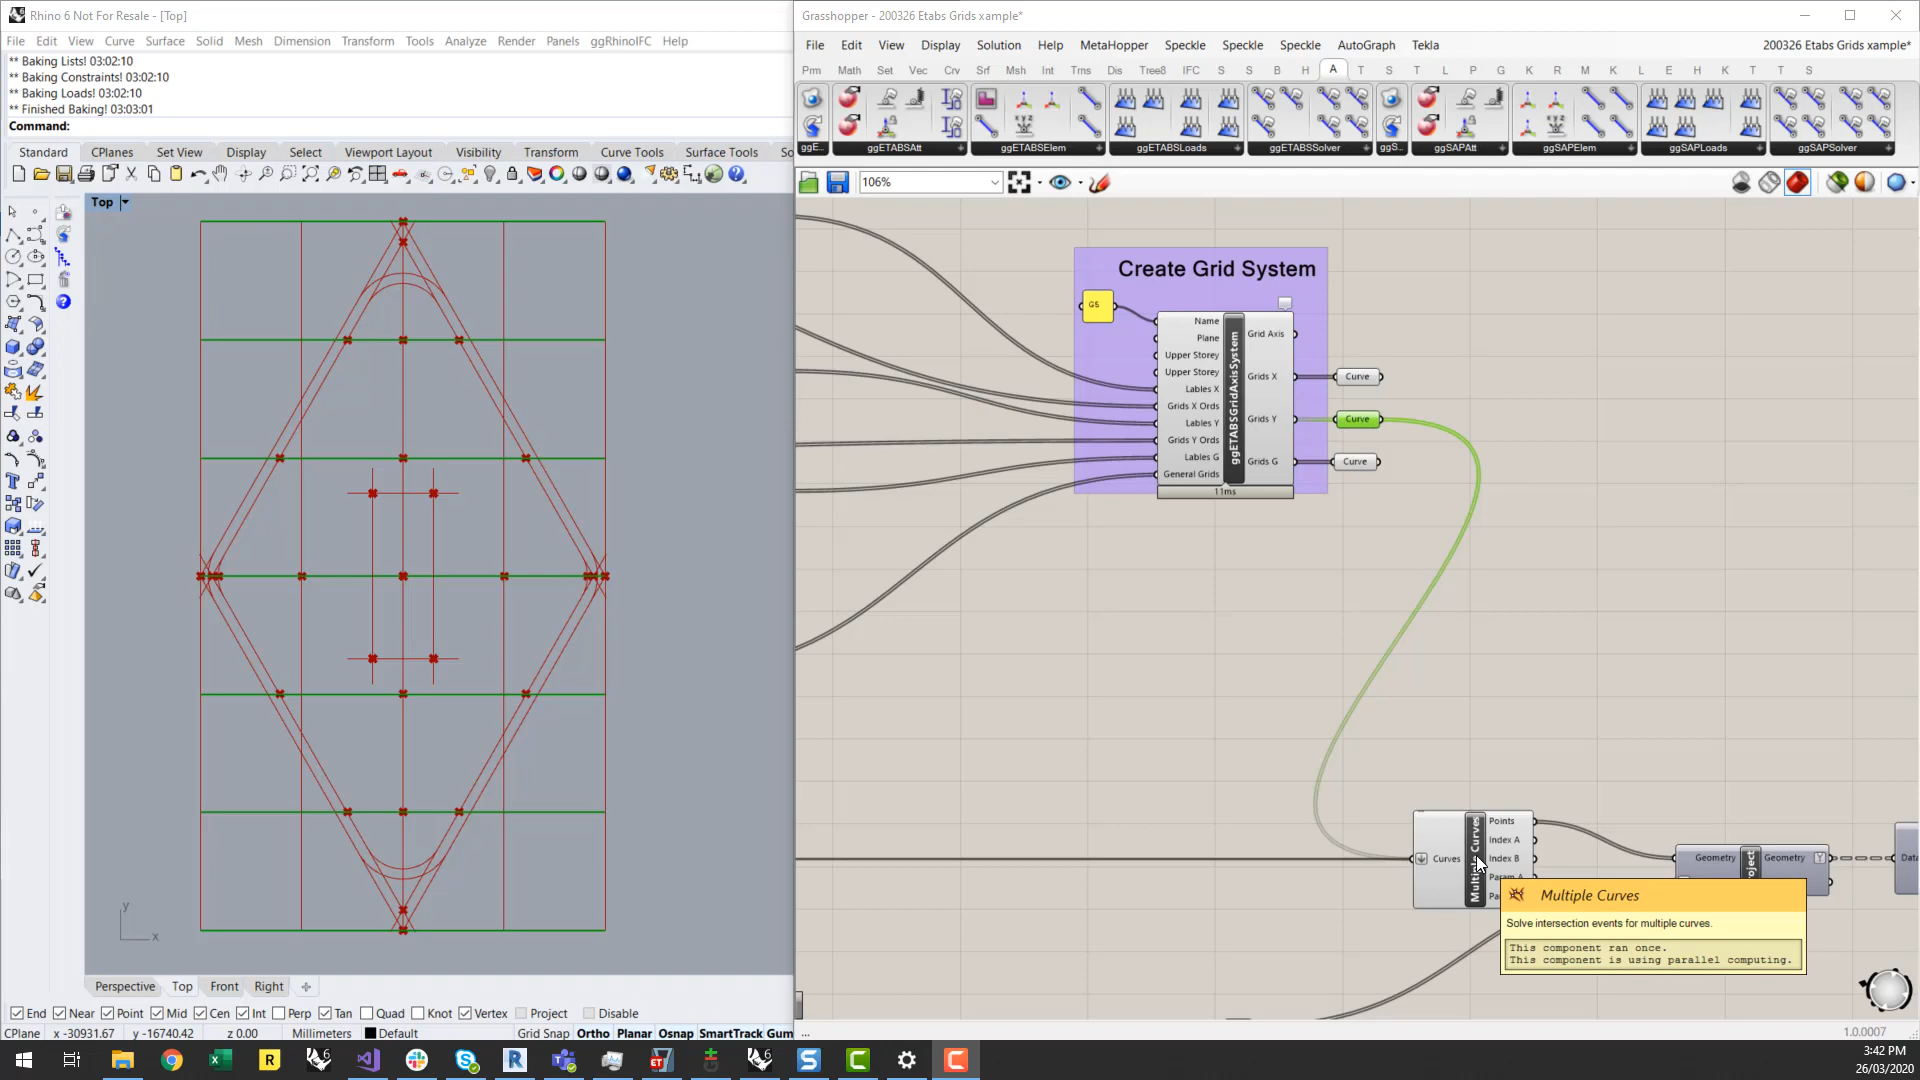 Rhino 6 Not For Resale - [Top]
File Edit View Curve Surface Solid Mesh Dimension Transform Tools Analyze Render Panels ggRhinoIFC Help
** Baking Lists! 03:02:10
** Baking Constraints! 03:02:10
** Baking Loads! 03:02:10
** Finished Baking! 03:03:01
Command:
Standard CPlanes Set View Display Select Viewport Layout Visibility Transform Curve Tools Surface Tools So
Top
y
x
Perspective Top Front Right
End Near Point Mid Cen Int Perp Tan Quad Knot Vertex Project Disable
CPlane x -30931.67 y -16740.42 z 0.00 Millimeters Default Grid Snap Ortho Planar Osnap SmartTrack Gum
Grasshopper - 200326 Etabs Grids xample*
File Edit View Display Solution Help MetaHopper Speckle Speckle Speckle AutoGraph Tekla 200326 Etabs Grids xample*
Prm Math Set Vec Crv Srf Msh Int Trns Dis Tree8 IFC S S B H A T S T L P G K R M K L E H K T T S
ggE... ggETABSAtt ggETABSElem ggETABSLoads ggETABSSolver ggS... ggSAPAtt ggSAPElem ggSAPLoads ggSAPSolver
106%
Create Grid System
GS
Name
Plane
Upper Storey
Upper Storey
Lables X
Grids X Ords
Lables Y
Grids Y Ords
Lables G
General Grids
ggETABSGridAxisSystem
Grid Axis
Grids X
Grids Y
Grids G
11ms
Curve
Curve
Curve
Curves
Multiple Curves
Points
Index A
Index B
Param A
Pa
Geometry
oject
Geometry
Data
Multiple Curves
Solve intersection events for multiple curves.
This component ran once.
This component is using parallel computing.
...
1.0.0007
3:42 PM
26/03/2020